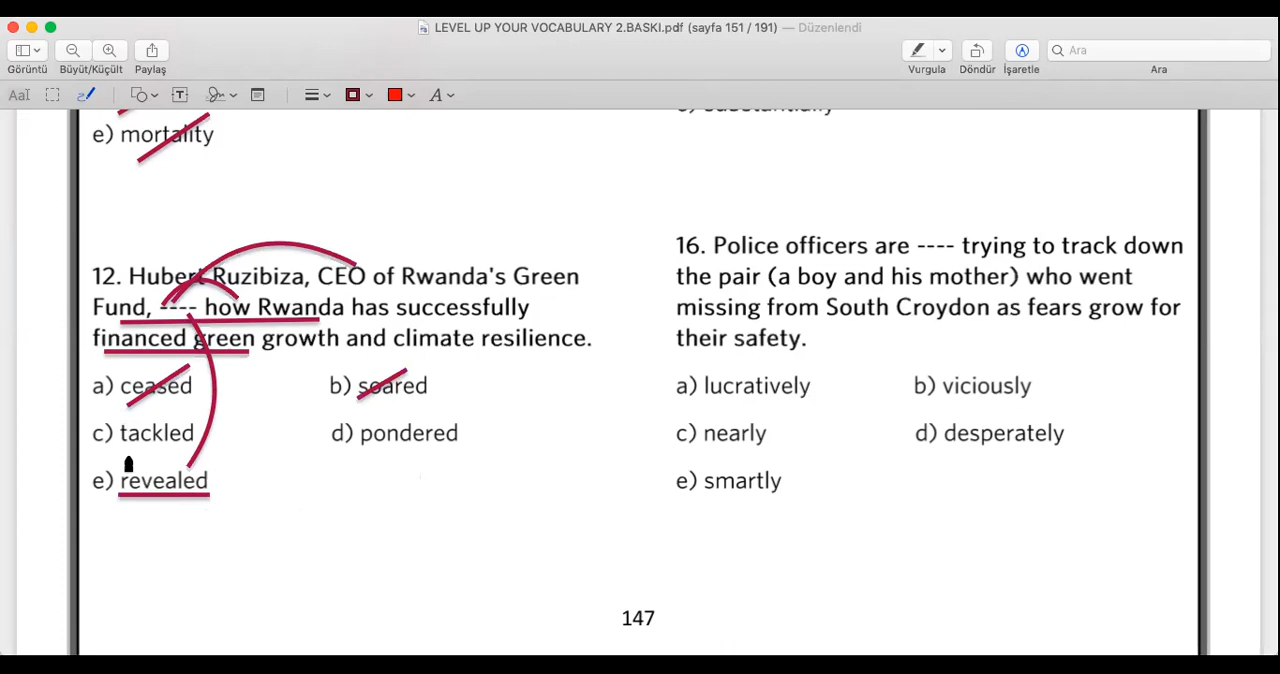 LEVEL UP YOUR VOCABULARY 2.BASKI.pdf (sayfa 151 / 191) — Düzenlendi
Görüntü Büyüt/Küçült Paylaş Vurgula Döndür İşaretle Ara
Ara
AaI T A
e) mortality
12. Hubert Ruzibiza, CEO of Rwanda's Green
Fund, ---- how Rwanda has successfully
financed green growth and climate resilience.
a) ceased b) soared
c) tackled d) pondered
e) revealed
substantially
16. Police officers are ---- trying to track down
the pair (a boy and his mother) who went
missing from South Croydon as fears grow for
their safety.
a) lucratively b) viciously
c) nearly d) desperately
e) smartly
147